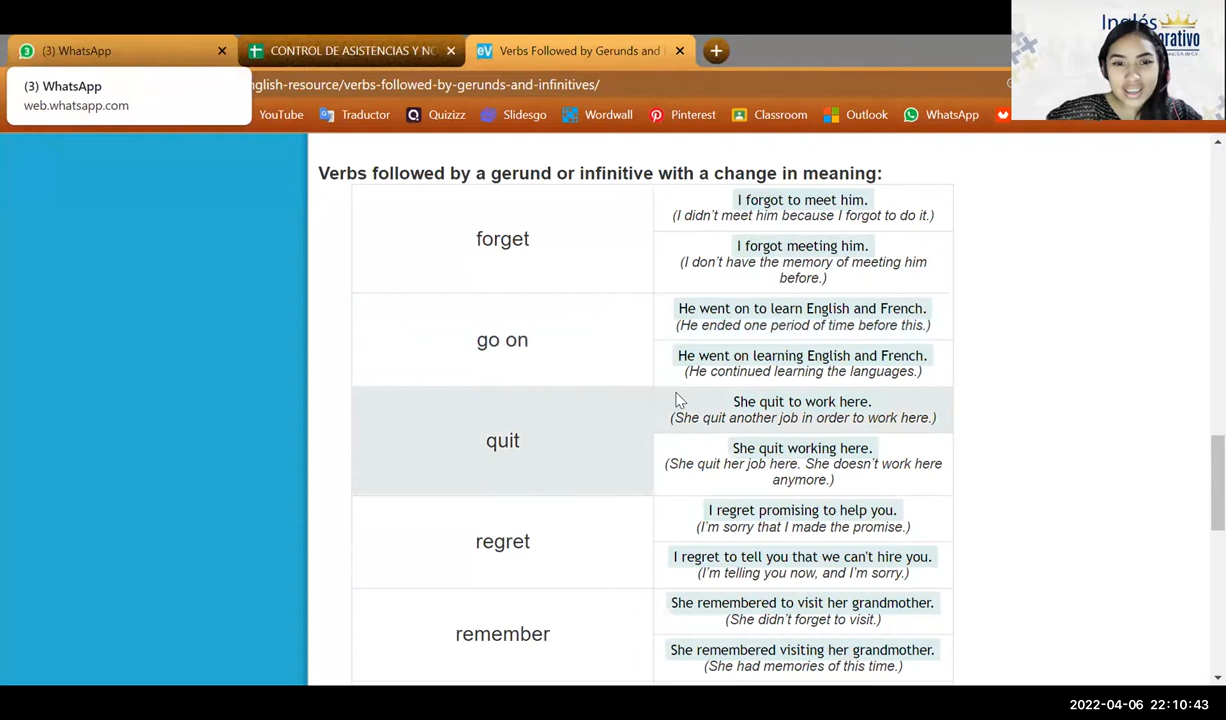 (3) WhatsApp
CONTROL DE ASISTENCIAS Y NO
Verbs Followed by Gerunds and I
(3) WhatsApp
web.whatsapp.com
glish-resource/verbs-followed-by-gerunds-and-infinitives/
YouTube
Traductor
Quizizz
Slidesgo
Wordwall
Pinterest
Classroom
Outlook
WhatsApp
Inglés
Verbs followed by a gerund or infinitive with a change in meaning:
forget
I forgot to meet him.
(I didn't meet him because I forgot to do it.)
I forgot meeting him.
(I don't have the memory of meeting him
before.)
go on
He went on to learn English and French.
(He ended one period of time before this.)
He went on learning English and French.
(He continued learning the languages.)
quit
She quit to work here.
(She quit another job in order to work here.)
She quit working here.
(She quit her job here. She doesn't work here
anymore.)
regret
I regret promising to help you.
(I'm sorry that I made the promise.)
I regret to tell you that we can't hire you.
(I'm telling you now, and I'm sorry.)
remember
She remembered to visit her grandmother.
(She didn't forget to visit.)
She remembered visiting her grandmother.
(She had memories of this time.)
2022-04-06 22:10:43